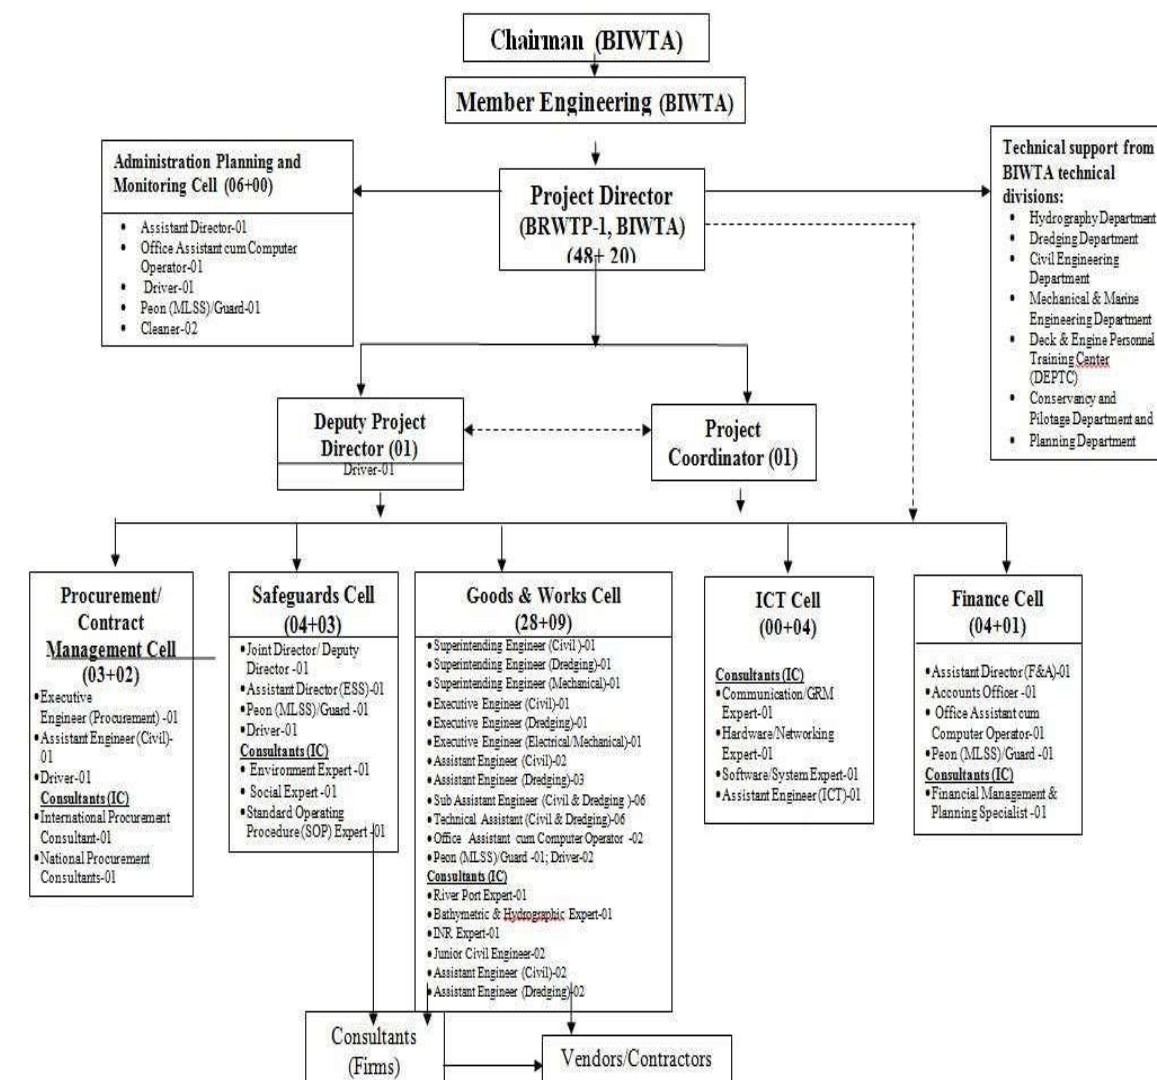 Chairman (BIWTA)
Member Engineering (BIWTA)
Administration Planning and
Monitoring Cell (06+00)
• Assistant Director-01
• Office Assistant cum Computer
Operator-01
• Driver-01
• Peon (MLSS)/Guard-01
• Cleaner-02
Project Director
(BRWTP-1, BIWTA)
(48+ 20)
Technical support from
BIWTA technical
divisions:
• Hydrography Department
• Dredging Department
• Civil Engineering
Department
• Mechanical & Marine
Engineering Department
• Deck & Engine Personnel
Training Center
(DEPTC)
• Conservancy and
Pilotage Department and
• Planning Department
Deputy Project
Director (01)
Driver-01
Project
Coordinator (01)
Procurement/
Contract
Management Cell
(03+02)
•Executive
Engineer (Procurement) -01
•Assistant Engineer (Civil)-
01
•Driver-01
Consultants (IC)
•International Procurement
Consultant-01
•National Procurement
Consultants-01
Safeguards Cell
(04+03)
•Joint Director/ Deputy
Director -01
•Assistant Director (ESS)-01
•Peon (MLSS)/Guard -01
•Driver-01
Consultants (IC)
• Environment Expert -01
• Social Expert -01
•Standard Operating
Procedure (SOP) Expert -01
Goods & Works Cell
(28+09)
•Superintending Engineer (Civil )-01
•Superintending Engineer (Dredging)-01
•Superintending Engineer (Mechanical)-01
•Executive Engineer (Civil)-01
•Executive Engineer (Dredging)-01
•Executive Engineer (Electrical/Mechanical)-01
•Assistant Engineer (Civil)-02
•Assistant Engineer (Dredging)-03
•Sub Assistant Engineer (Civil & Dredging )-06
•Technical Assistant (Civil & Dredging)-06
•Office Assistant cum Computer Operator -02
•Peon (MLSS)/Guard -01; Driver-02
Consultants (IC)
•River Port Expert-01
•Bathymetric & Hydrographic Expert-01
•INR Expert-01
•Junior Civil Engineer-02
•Assistant Engineer (Civil)-02
•Assistant Engineer (Dredging)-02
ICT Cell
(00+04)
Consultants (IC)
•Communication/GRM
Expert-01
•Hardware/Networking
Expert-01
•Software/System Expert-01
•Assistant Engineer (ICT)-01
Finance Cell
(04+01)
•Assistant Director (F&A)-01
•Accounts Officer -01
• Office Assistant cum
Computer Operator-01
•Peon (MLSS)/Guard -01
Consultants (IC)
•Financial Management &
Planning Specialist -01
Consultants
(Firms)
Vendors/Contractors